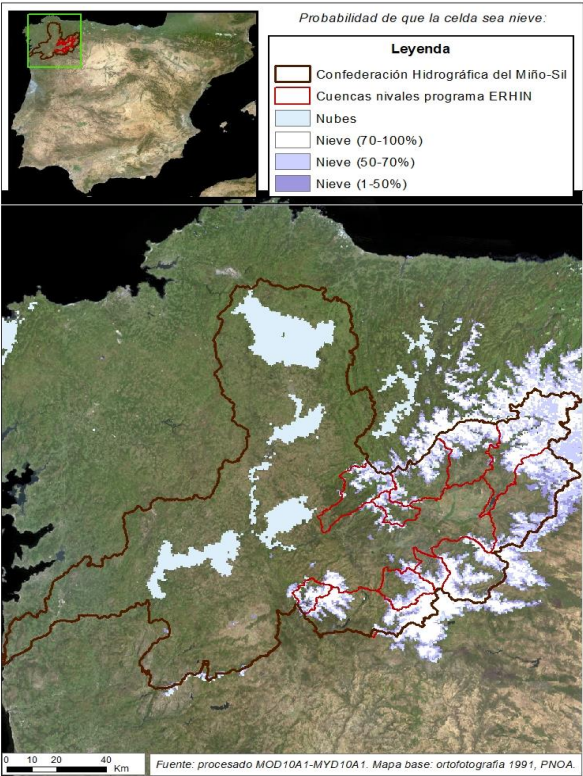 Probabilidad de que la celda sea nieve:
Leyenda
Confederación Hidrográfica del Miño-Sil
Cuencas nivales programa ERHIN
Nubes
Nieve (70-100%)
Nieve (50-70%)
Nieve (1-50%)
0 10 20 40
Km
Fuente: procesado MOD10A1-MYD10A1. Mapa base: ortofotografía 1991, PNOA.